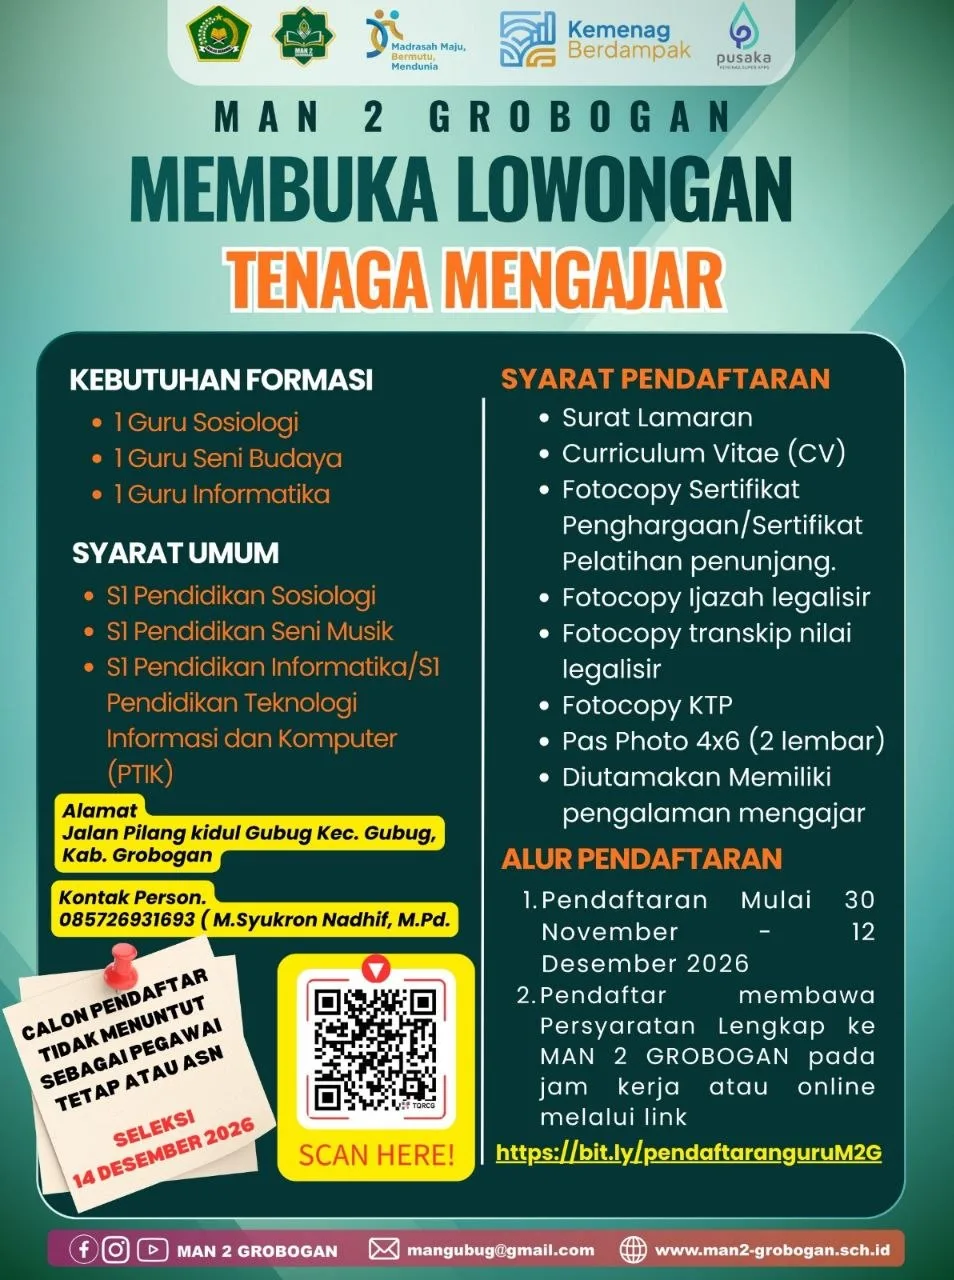 MAN 2
Madrasah Maju,
Bermutu,
Mendunia
Kemenag
Berdampak
pusaka
MAN 2 GROBOGAN
MEMBUKA LOWONGAN
TENAGA MENGAJAR
KEBUTUHAN FORMASI
• 1 Guru Sosiologi
• 1 Guru Seni Budaya
• 1 Guru Informatika
SYARAT UMUM
• S1 Pendidikan Sosiologi
• S1 Pendidikan Seni Musik
• S1 Pendidikan Informatika/S1
Pendidikan Teknologi
Informasi dan Komputer
(PTIK)
Alamat
Jalan Pilang kidul Gubug Kec. Gubug,
Kab. Grobogan
Kontak Person.
085726931693 ( M.Syukron Nadhif, M.Pd.
CALON PENDAFTAR
TIDAK MENUNTUT
SEBAGAI PEGAWAI
TETAP ATAU ASN
SELEKSI
14 DESEMBER 2026
TQRCG
SCAN HERE!
SYARAT PENDAFTARAN
• Surat Lamaran
• Curriculum Vitae (CV)
• Fotocopy Sertifikat
Penghargaan/Sertifikat
Pelatihan penunjang.
• Fotocopy Ijazah legalisir
• Fotocopy transkip nilai
legalisir
• Fotocopy KTP
• Pas Photo 4x6 (2 lembar)
• Diutamakan Memiliki
pengalaman mengajar
ALUR PENDAFTARAN
1. Pendaftaran Mulai 30
November - 12
Desember 2026
2. Pendaftar membawa
Persyaratan Lengkap ke
MAN 2 GROBOGAN pada
jam kerja atau online
melalui link
https://bit.ly/pendaftaranguruM2G
MAN 2 GROBOGAN
mangubug@gmail.com
www.man2-grobogan.sch.id